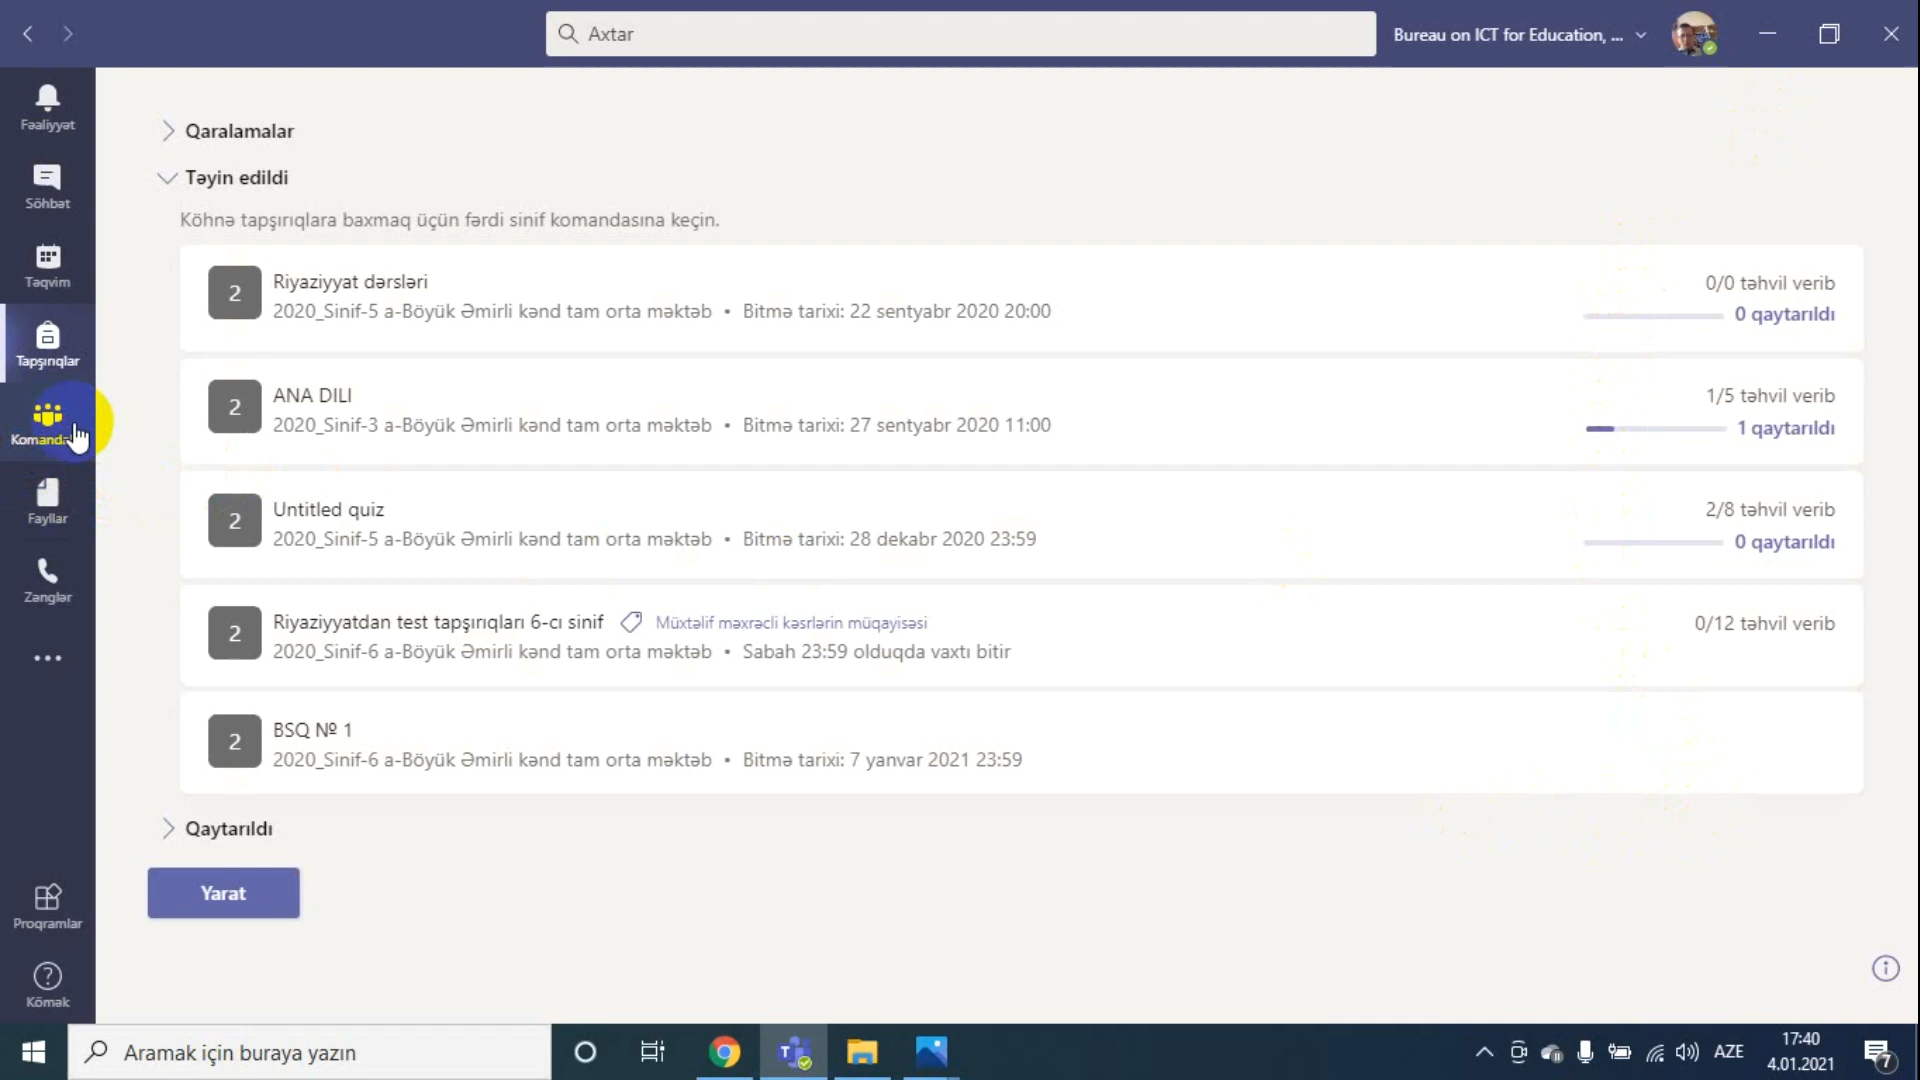 Axtar
Bureau on ICT for Education, ...
Fəaliyyət
Söhbət
Təqvim
Tapşırıqlar
Fayllar
Zənglər
Proqramlar
Kömək
Qaralamalar
Təyin edildi
Köhnə tapşırıqlara baxmaq üçün fərdi sinif komandasına keçin.
2
Riyaziyyat dərsləri
2020_Sinif-5 a-Böyük Əmirli kənd tam orta məktəb • Bitmə tarixi: 22 sentyabr 2020 20:00
0/0 təhvil verib
0 qaytarıldı
2
ANA DILI
2020_Sinif-3 a-Böyük Əmirli kənd tam orta məktəb • Bitmə tarixi: 27 sentyabr 2020 11:00
1/5 təhvil verib
1 qaytarıldı
2
Untitled quiz
2020_Sinif-5 a-Böyük Əmirli kənd tam orta məktəb • Bitmə tarixi: 28 dekabr 2020 23:59
2/8 təhvil verib
0 qaytarıldı
2
Riyaziyyatdan test tapşırıqları 6-cı sinif Müxtəlif məxrəcli kəsrlərin müqayisəsi
2020_Sinif-6 a-Böyük Əmirli kənd tam orta məktəb • Sabah 23:59 olduqda vaxtı bitir
0/12 təhvil verib
2
BSQ № 1
2020_Sinif-6 a-Böyük Əmirli kənd tam orta məktəb • Bitmə tarixi: 7 yanvar 2021 23:59
Qaytarıldı
Yarat
Aramak için buraya yazın
AZE
17:40
4.01.2021
7